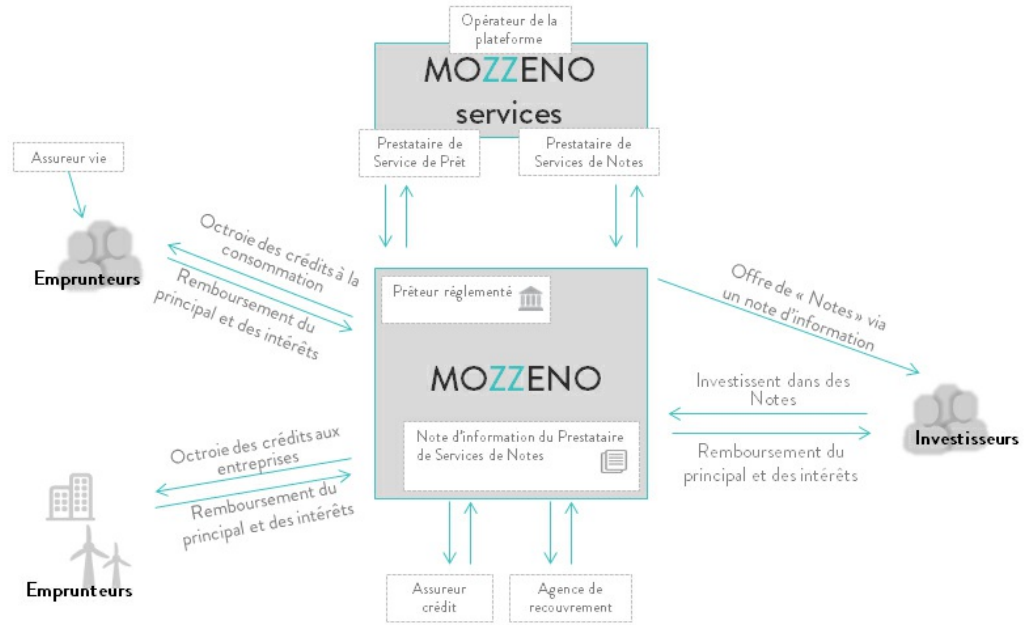 Opérateur de la
plateforme
MOZZENO
services
Prestataire de
Service de Prêt
Prestataire de
Services de Notes
Assureur vie
Emprunteurs
Octroie des crédits à la
consommation
Remboursement du
principal et des intérêts
Prêteur réglementé
MOZZENO
Note d'information du Prestataire
de Services de Notes
Offre de « Notes » via
un note d'information
Investissent dans des
Notes
Remboursement du
principal et des intérêts
Investisseurs
Octroie des crédits aux
entreprises
Remboursement du
principal et des intérêts
Emprunteurs
Assureur
crédit
Agence de
recouvrement